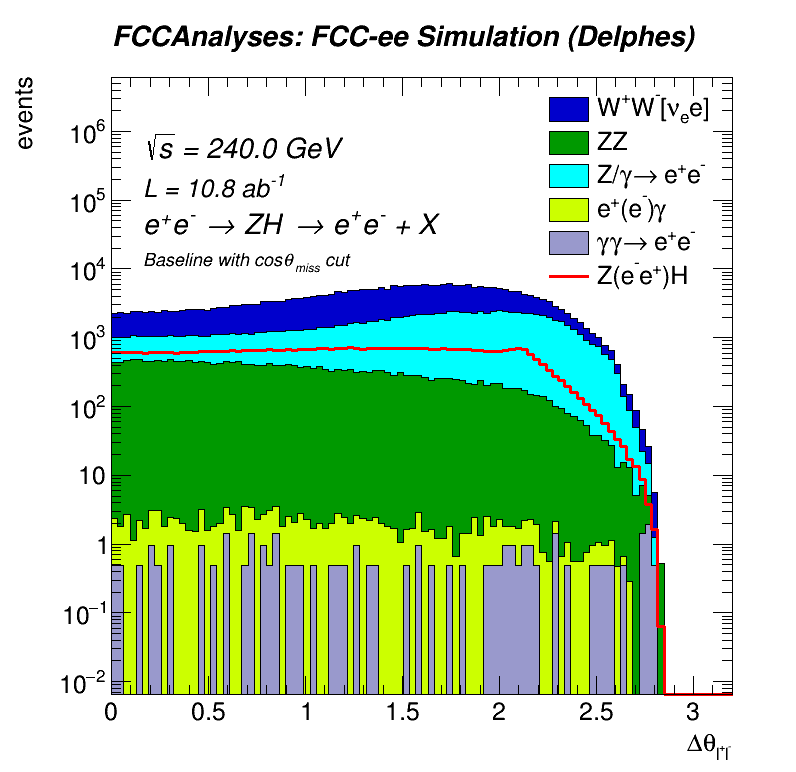 FCCAnalyses: FCC-ee Simulation (Delphes)
events
√s = 240.0 GeV
L = 10.8 ab⁻¹
e⁺e⁻ → ZH → e⁺e⁻ + X
Baseline with cosθ_miss cut
W⁺W⁻[νₑe]
ZZ
Z/γ→ e⁺e⁻
e⁺(e⁻)γ
γγ→ e⁺e⁻
Z(e⁻e⁺)H
10⁶
10⁵
10⁴
10³
10²
10
1
10⁻¹
10⁻²
0 0.5 1 1.5 2 2.5 3
Δθ_l⁺l⁻